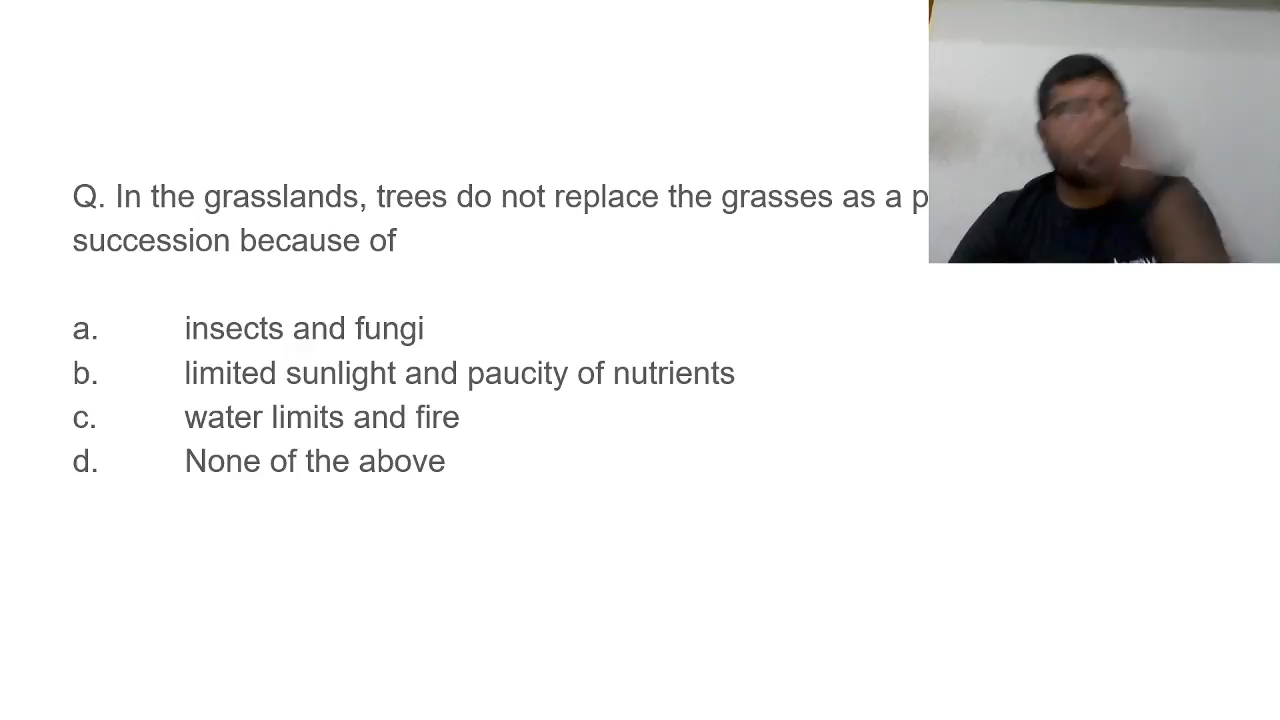 Q. In the grasslands, trees do not replace the grasses as a p
succession because of
a. insects and fungi
b. limited sunlight and paucity of nutrients
c. water limits and fire
d. None of the above